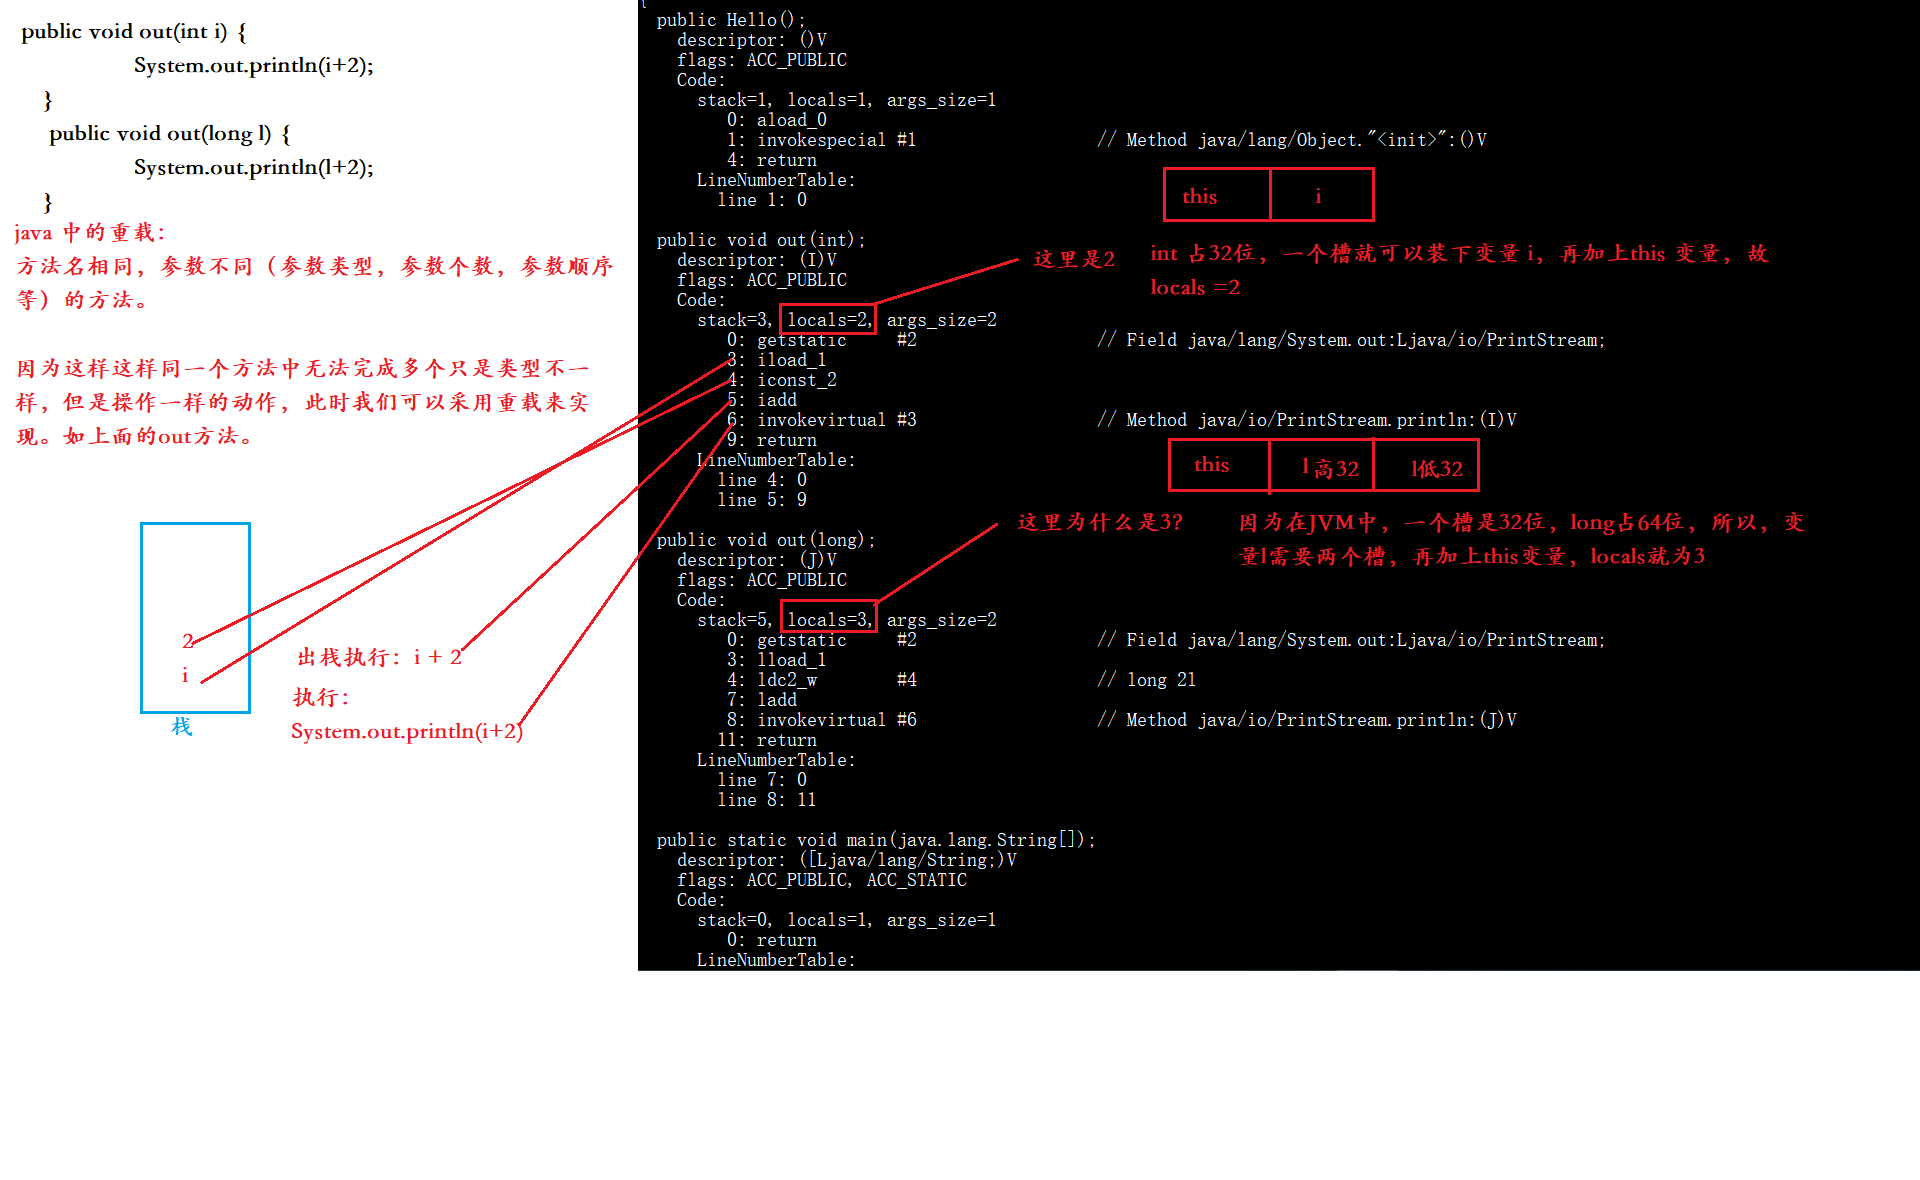 public void out(int i) {
System.out.println(i+2);
}
public void out(long l) {
System.out.println(l+2);
}
java 中的重载：
方法名相同，参数不同（参数类型，参数个数，参数顺序
等）的方法。
因为这样这样同一个方法中无法完成多个只是类型不一
样，但是操作一样的动作，此时我们可以采用重载来实
现。如上面的out方法。
2
i
栈
出栈执行：i + 2
执行：
System.out.println(i+2)
{
public Hello();
descriptor: ()V
flags: ACC_PUBLIC
Code:
stack=1, locals=1, args_size=1
0: aload_0
1: invokespecial #1 // Method java/lang/Object."<init>":()V
4: return
LineNumberTable:
line 1: 0
this i
public void out(int);
descriptor: (I)V
flags: ACC_PUBLIC
Code:
stack=3, locals=2, args_size=2
0: getstatic #2 // Field java/lang/System.out:Ljava/io/PrintStream;
3: iload_1
4: iconst_2
5: iadd
6: invokevirtual #3 // Method java/io/PrintStream.println:(I)V
9: return
LineNumberTable:
line 4: 0
line 5: 9
这里是2
int 占32位，一个槽就可以装下变量 i，再加上this 变量，故
locals =2
this l 高32 l低32
public void out(long);
descriptor: (J)V
flags: ACC_PUBLIC
Code:
stack=5, locals=3, args_size=2
0: getstatic #2 // Field java/lang/System.out:Ljava/io/PrintStream;
3: lload_1
4: ldc2_w #4 // long 2l
7: ladd
8: invokevirtual #6 // Method java/io/PrintStream.println:(J)V
11: return
LineNumberTable:
line 7: 0
line 8: 11
这里为什么是3？
因为在JVM中，一个槽是32位，long占64位，所以，变
量l需要两个槽，再加上this变量，locals就为3
public static void main(java.lang.String[]);
descriptor: ([Ljava/lang/String;)V
flags: ACC_PUBLIC, ACC_STATIC
Code:
stack=0, locals=1, args_size=1
0: return
LineNumberTable: